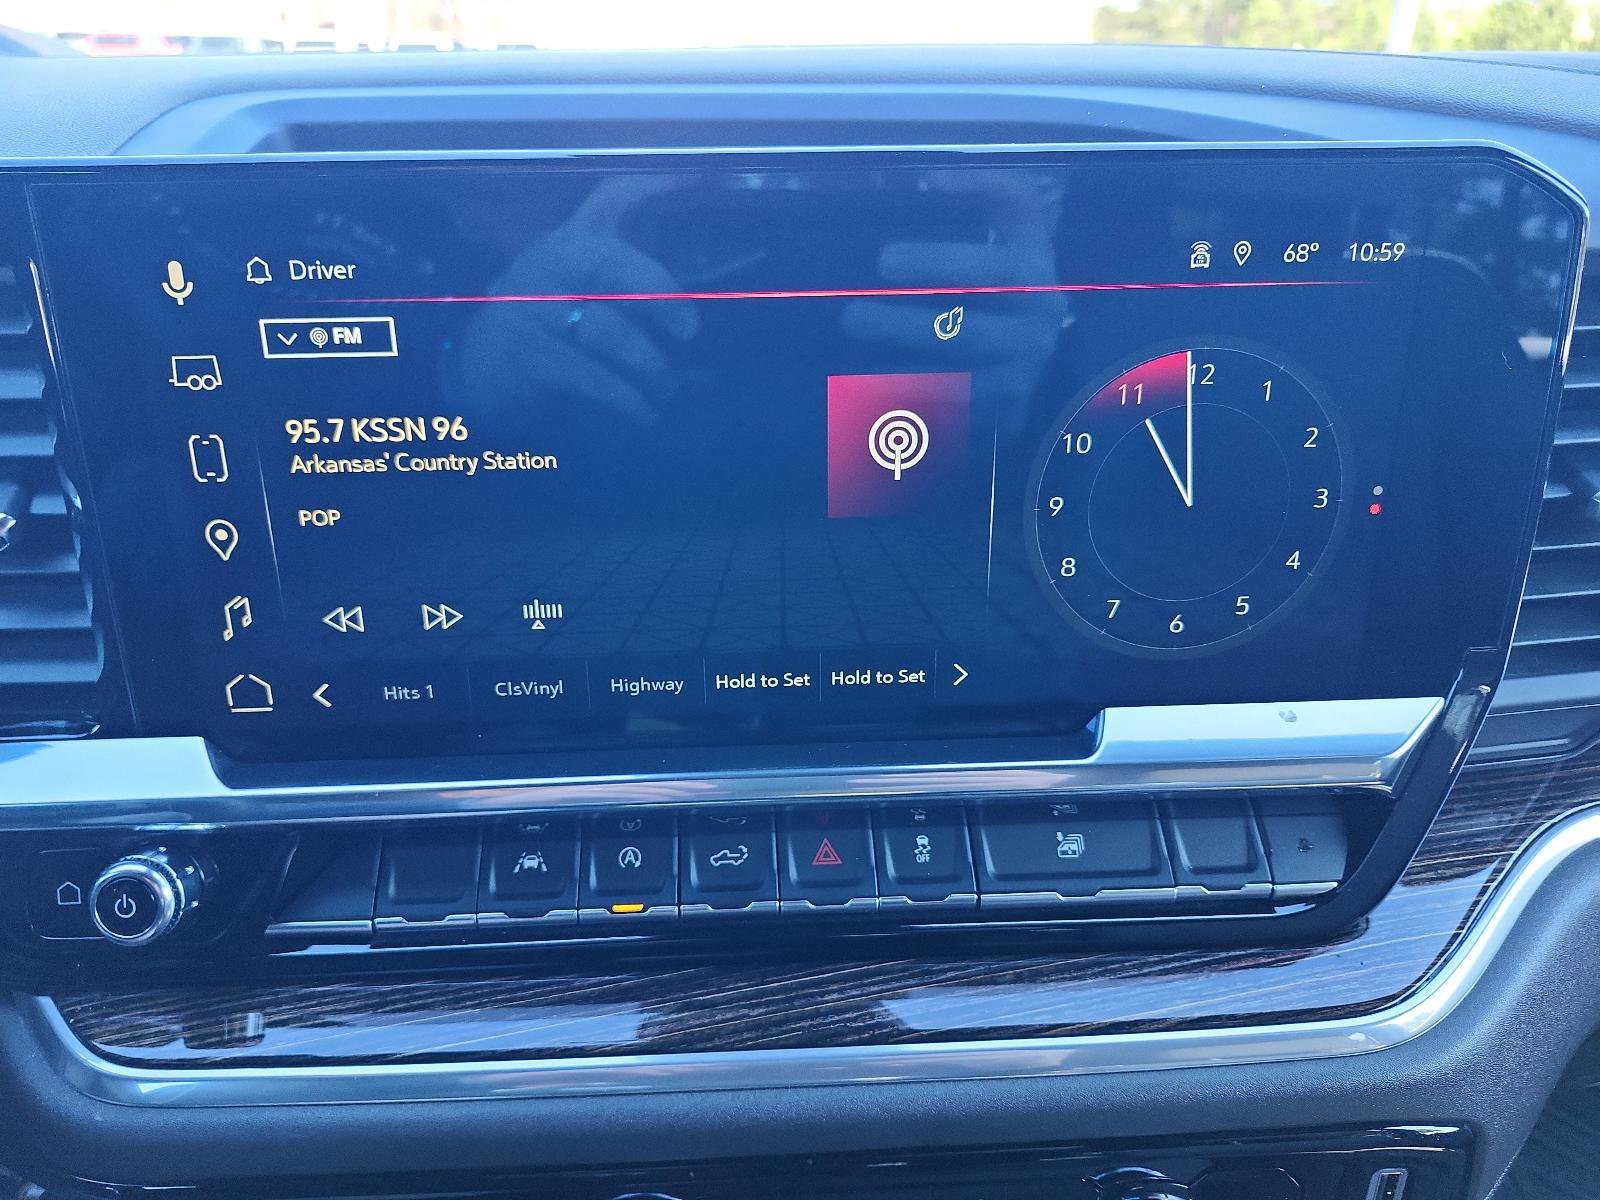 Driver
68° 10:59
FM
95.7 KSSN 96
Arkansas' Country Station
POP
Hits 1 ClsVinyl Highway Hold to Set Hold to Set
12
1
2
3
4
5
6
7
8
9
10
11
A
OFF